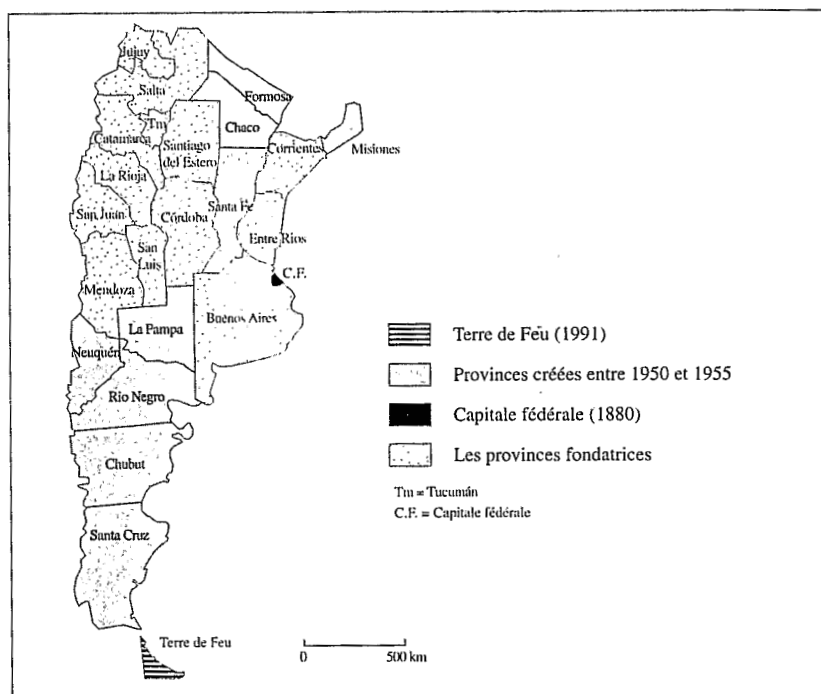 Jujuy
Salta
Formosa
Chaco
Tm
Catamarca
Santiago
del Estero
Corrientes
Misiones
La Rioja
Santa Fe
San Juan
Córdoba
Entre Rios
San
Luis
C.F.
Mendoza
Buenos Aires
La Pampa
Neuquén
Rio Negro
Chubut
Santa Cruz
Terre de Feu
0 500 km
Terre de Feu (1991)
Provinces créées entre 1950 et 1955
Capitale fédérale (1880)
Les provinces fondatrices
Tm = Tucumán
C.F. = Capitale fédérale